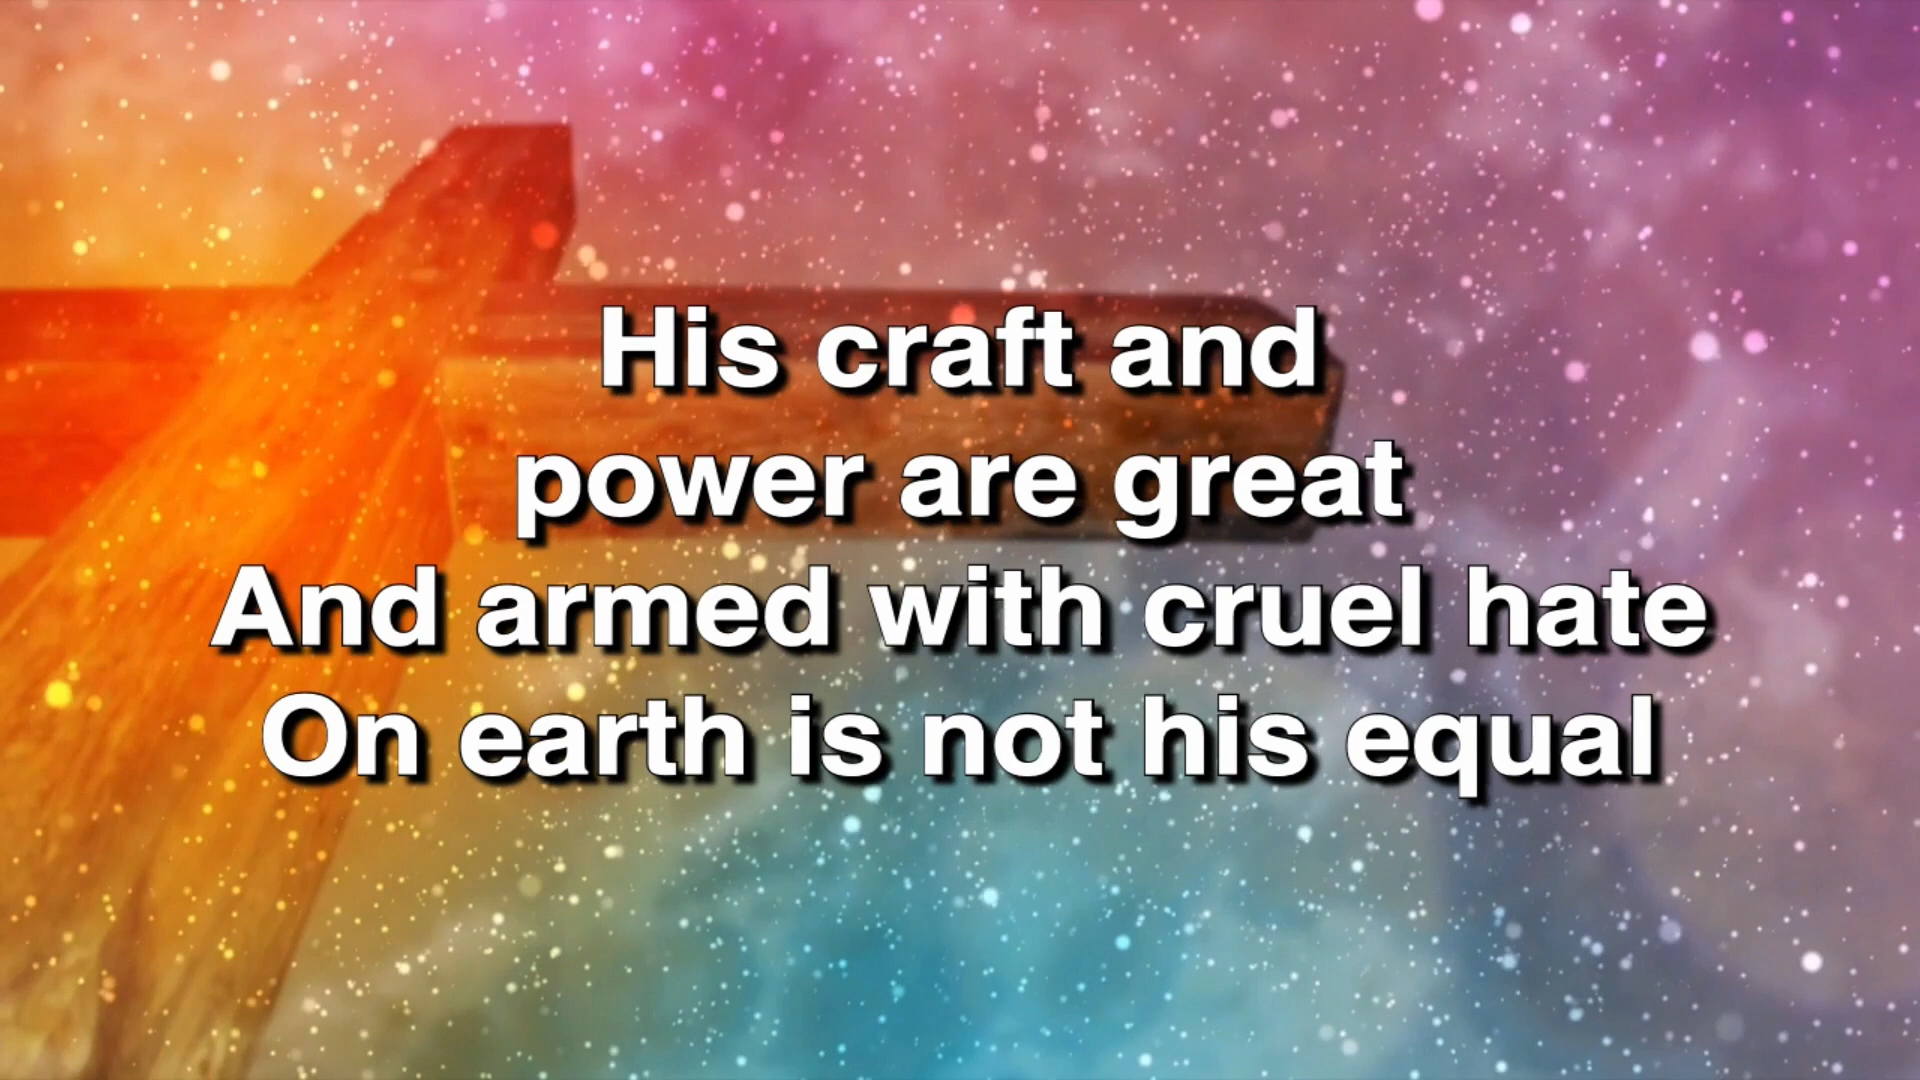 His craft and
power are great
And armed with cruel hate
On earth is not his equal